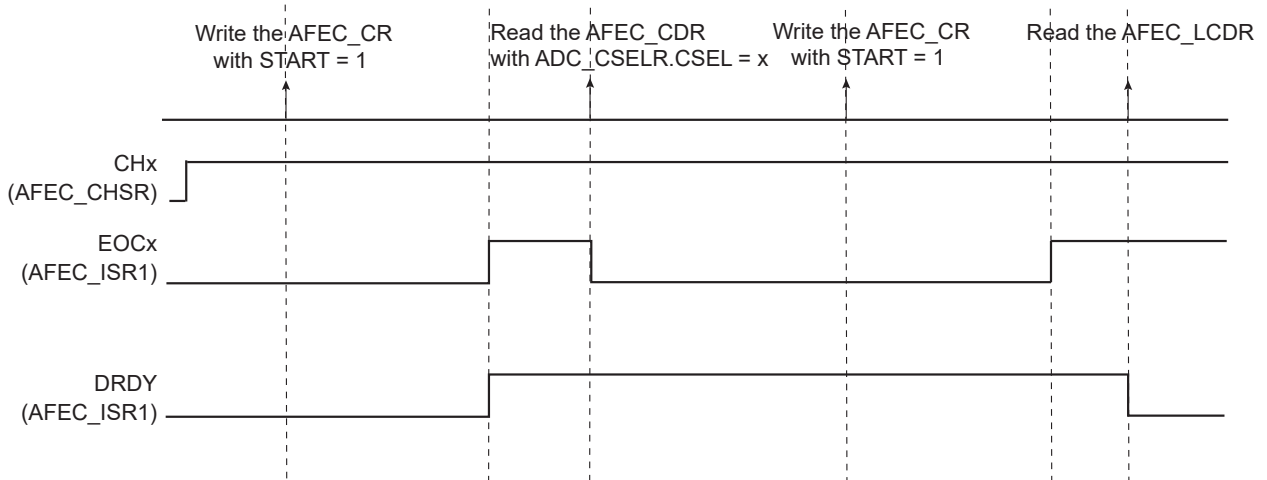 Write the AFEC_CR
with START = 1
Read the AFEC_CDR
with ADC_CSELR.CSEL = x
Write the AFEC_CR
with START = 1
Read the AFEC_LCDR
CHx
(AFEC_CHSR)
EOCx
(AFEC_ISR1)
DRDY
(AFEC_ISR1)